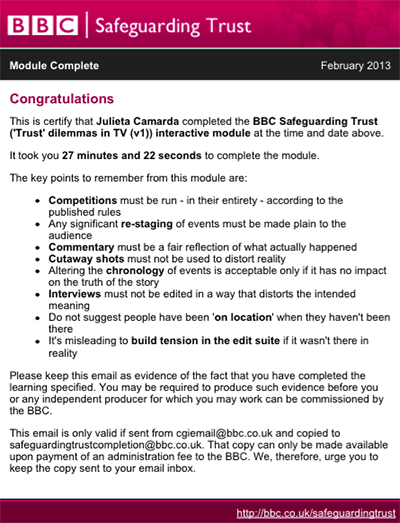 BBC Safeguarding Trust
Module Complete February 2013
Congratulations
This is certify that Julieta Camarda completed the BBC Safeguarding Trust
('Trust' dilemmas in TV (v1)) interactive module at the time and date above.
It took you 27 minutes and 22 seconds to complete the module.
The key points to remember from this module are:
• Competitions must be run - in their entirety - according to the
published rules
• Any significant re-staging of events must be made plain to the
audience
• Commentary must be a fair reflection of what actually happened
• Cutaway shots must not be used to distort reality
• Altering the chronology of events is acceptable only if it has no impact
on the truth of the story
• Interviews must not be edited in a way that distorts the intended
meaning
• Do not suggest people have been 'on location' when they haven't been
there
• It's misleading to build tension in the edit suite if it wasn't there in
reality
Please keep this email as evidence of the fact that you have completed the
learning specified. You may be required to produce such evidence before you
or any independent producer for which you may work can be commissioned by
the BBC.
This email is only valid if sent from cgiemail@bbc.co.uk and copied to
safeguardingtrustcompletion@bbc.co.uk. That copy can only be made available
upon payment of an administration fee to the BBC. We, therefore, urge you to
keep the copy sent to your email inbox.
http://bbc.co.uk/safeguardingtrust